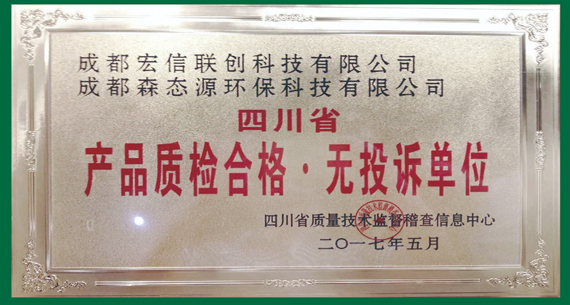 成都宏信联创科技有限公司
成都森态源环保科技有限公司
四川省
产品质检合格·无投诉单位
四川省质量技术监督稽查信息中心
二〇一七年五月